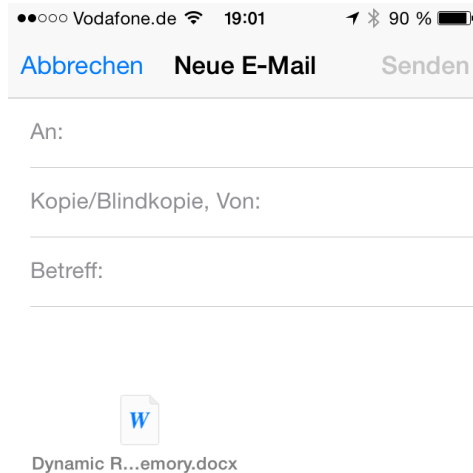 Vodafone.de 19:01 90 %
Abbrechen Neue E-Mail Senden
An:
Kopie/Blindkopie, Von:
Betreff:
W
Dynamic R...emory.docx